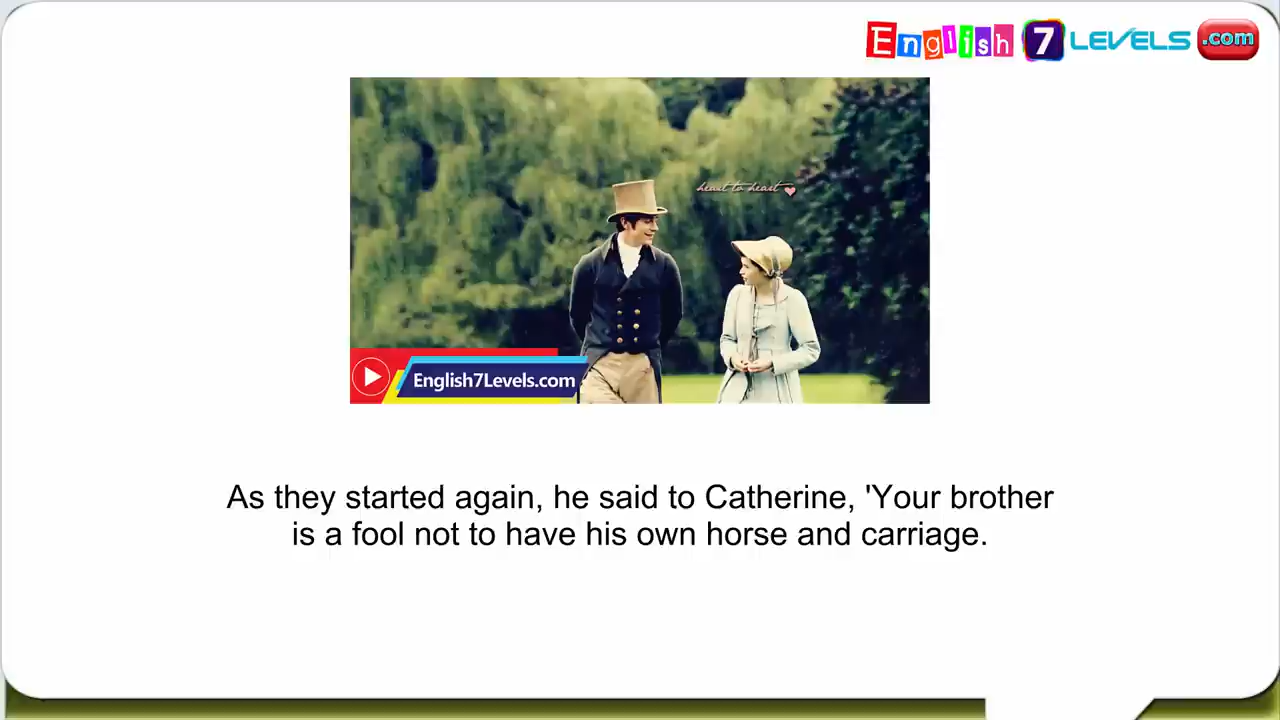 English 7 LEVELS .com
heart to heart
English7Levels.com
As they started again, he said to Catherine, 'Your brother
is a fool not to have his own horse and carriage.